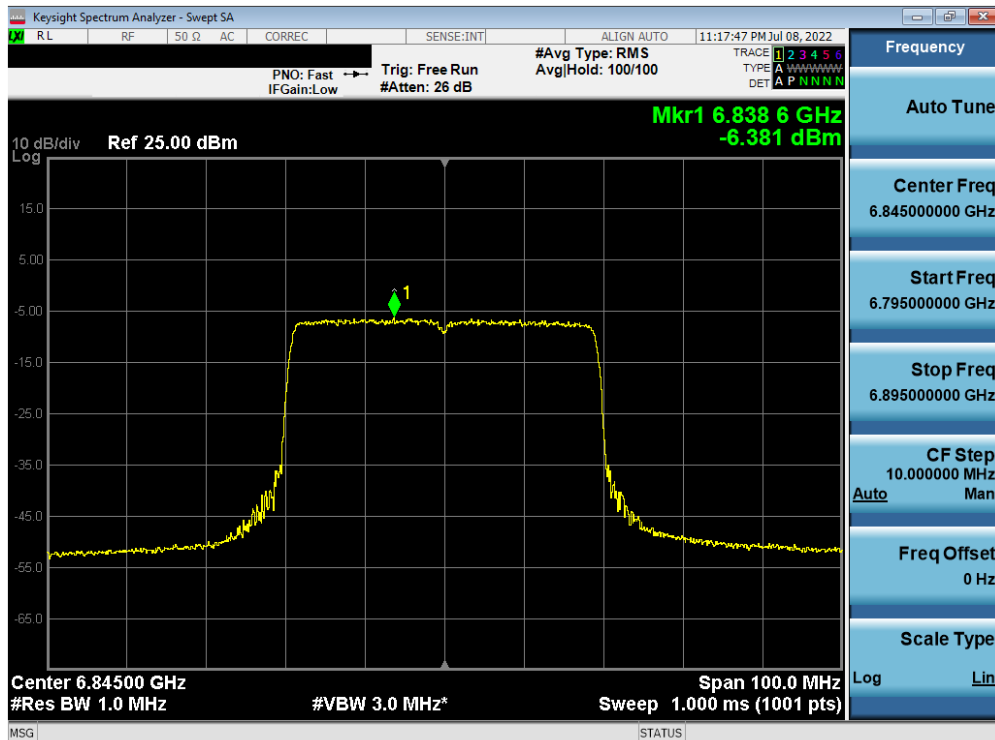 Keysight Spectrum Analyzer - Swept SA
LXI RL RF 50 Ω AC CORREC SENSE:INT ALIGN AUTO 11:17:47 PM Jul 08, 2022
PNO: Fast
IFGain:Low
Trig: Free Run
#Atten: 26 dB
#Avg Type: RMS
Avg|Hold: 100/100
TRACE 1 2 3 4 5 6
TYPE A W W W W W W
DET A P N N N N
Mkr1 6.838 6 GHz
-6.381 dBm
10 dB/div Ref 25.00 dBm
Log
15.0
5.00
1
-5.00
-15.0
-25.0
-35.0
-45.0
-55.0
-65.0
Center 6.84500 GHz Span 100.0 MHz
#Res BW 1.0 MHz #VBW 3.0 MHz* Sweep 1.000 ms (1001 pts)
MSG STATUS
Frequency
Auto Tune
Center Freq
6.845000000 GHz
Start Freq
6.795000000 GHz
Stop Freq
6.895000000 GHz
CF Step
10.000000 MHz
Auto Man
Freq Offset
0 Hz
Scale Type
Log Lin